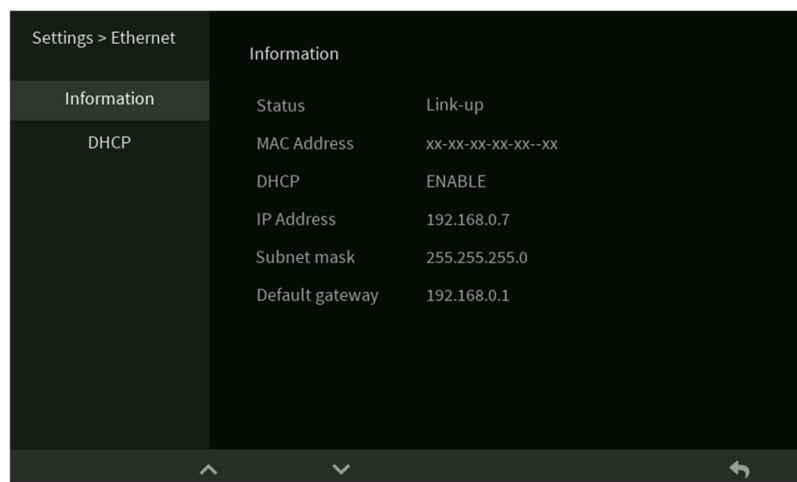 Settings > Ethernet
Information
DHCP
Information
Status Link-up
MAC Address xx-xx-xx-xx-xx--xx
DHCP ENABLE
IP Address 192.168.0.7
Subnet mask 255.255.255.0
Default gateway 192.168.0.1